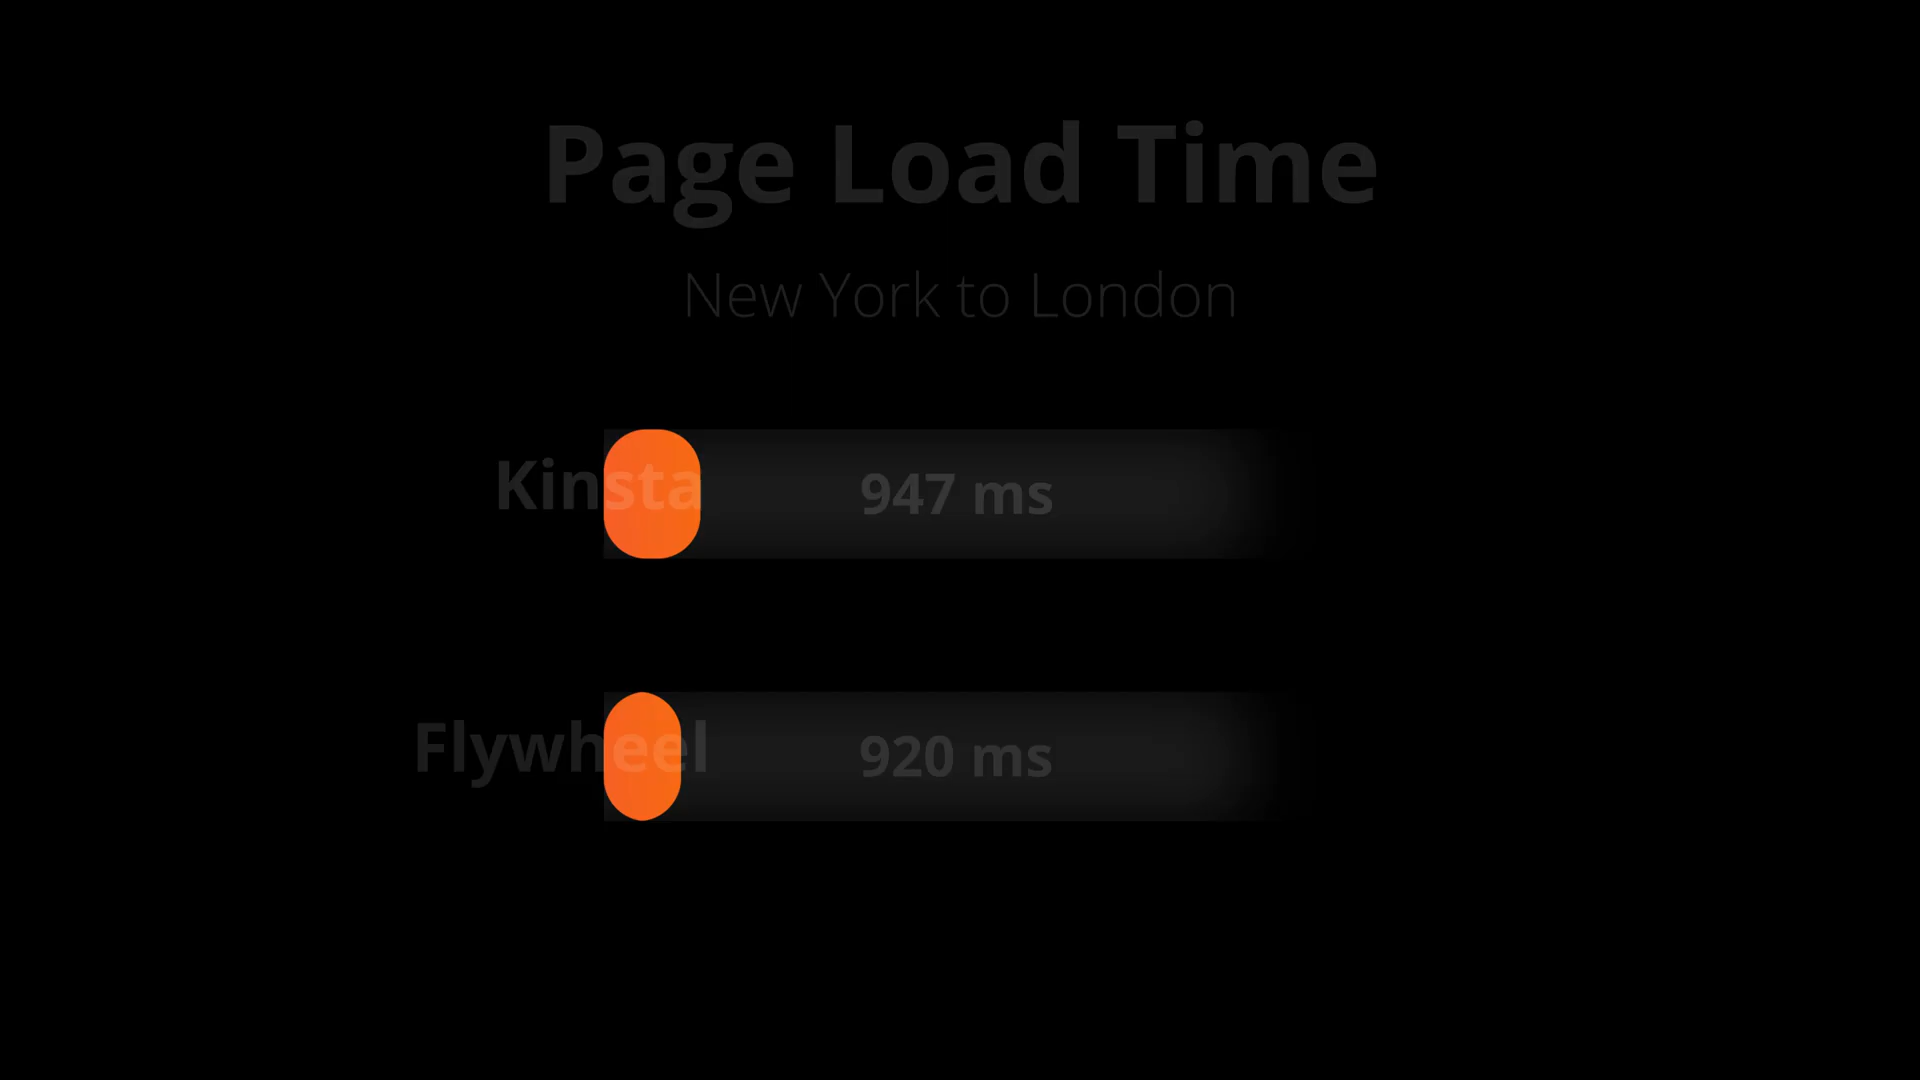 Page Load Time
New York to London
Kinsta
947 ms
Flywheel
920 ms